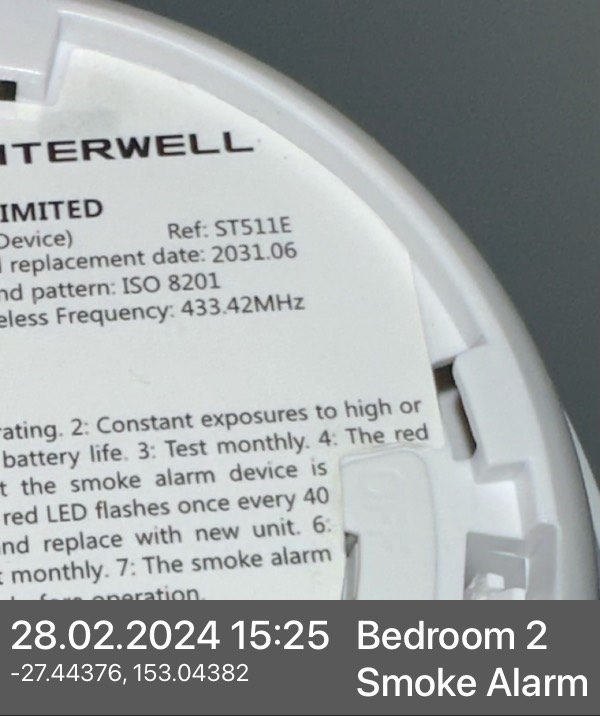 TERWELL
IMITED
Device) Ref: ST511E
replacement date: 2031.06
nd pattern: ISO 8201
eless Frequency: 433.42MHz
rating. 2: Constant exposures to high or
battery life. 3: Test monthly. 4: The red
t the smoke alarm device is
red LED flashes once every 40
nd replace with new unit. 6:
t monthly. 7: The smoke alarm
before operation.
28.02.2024 15:25 Bedroom 2
-27.44376, 153.04382 Smoke Alarm